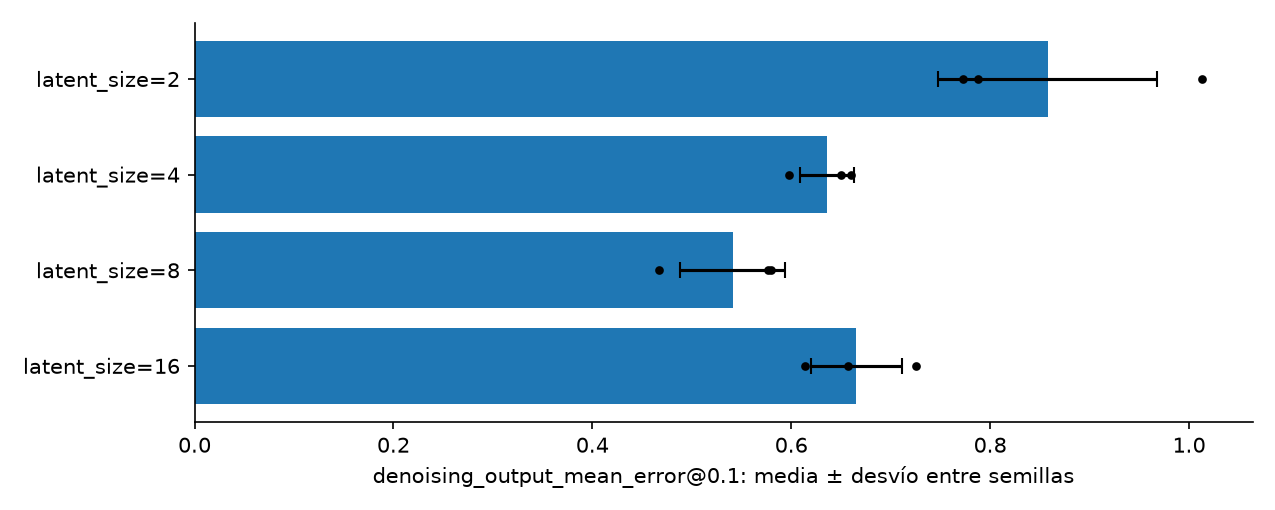 latent_size=2
latent_size=4
latent_size=8
latent_size=16
0.0 0.2 0.4 0.6 0.8 1.0
denoising_output_mean_error@0.1: media ± desvío entre semillas